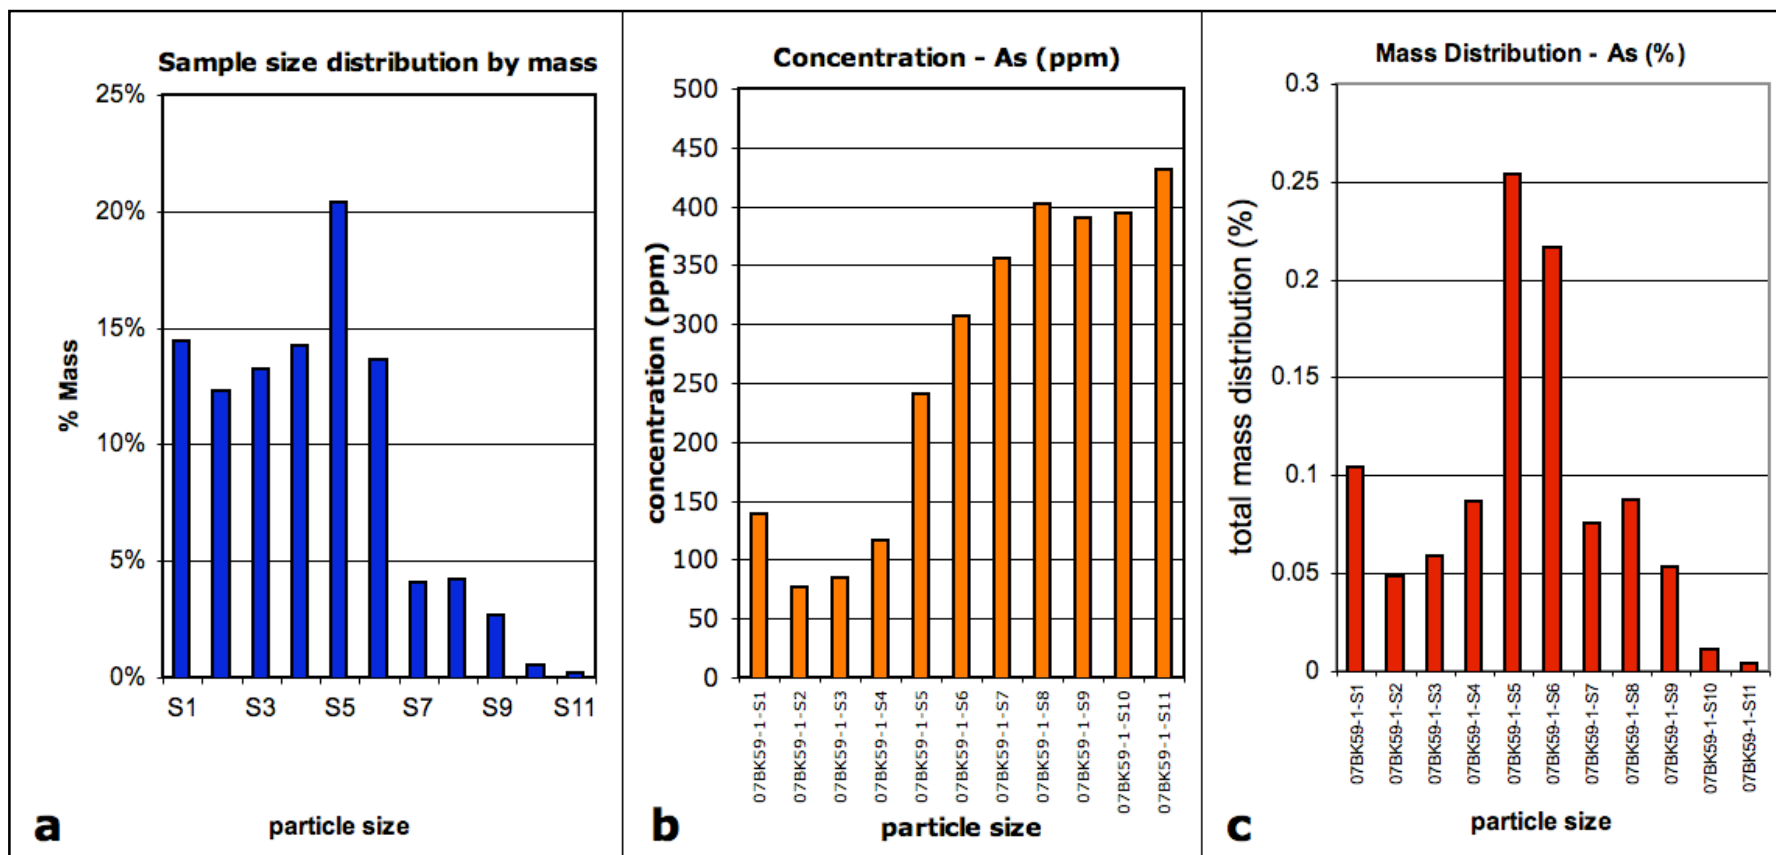 Sample size distribution by mass
25%
20%
15%
10%
5%
0%
% Mass
S1 S3 S5 S7 S9 S11
particle size
a
Concentration - As (ppm)
500
450
400
350
300
250
200
150
100
50
0
concentration (ppm)
07BK59-1-S1
07BK59-1-S2
07BK59-1-S3
07BK59-1-S4
07BK59-1-S5
07BK59-1-S6
07BK59-1-S7
07BK59-1-S8
07BK59-1-S9
07BK59-1-S10
07BK59-1-S11
particle size
b
Mass Distribution - As (%)
0.3
0.25
0.2
0.15
0.1
0.05
0
total mass distribution (%)
07BK59-1-S1
07BK59-1-S2
07BK59-1-S3
07BK59-1-S4
07BK59-1-S5
07BK59-1-S6
07BK59-1-S7
07BK59-1-S8
07BK59-1-S9
07BK59-1-S10
07BK59-1-S11
particle size
c